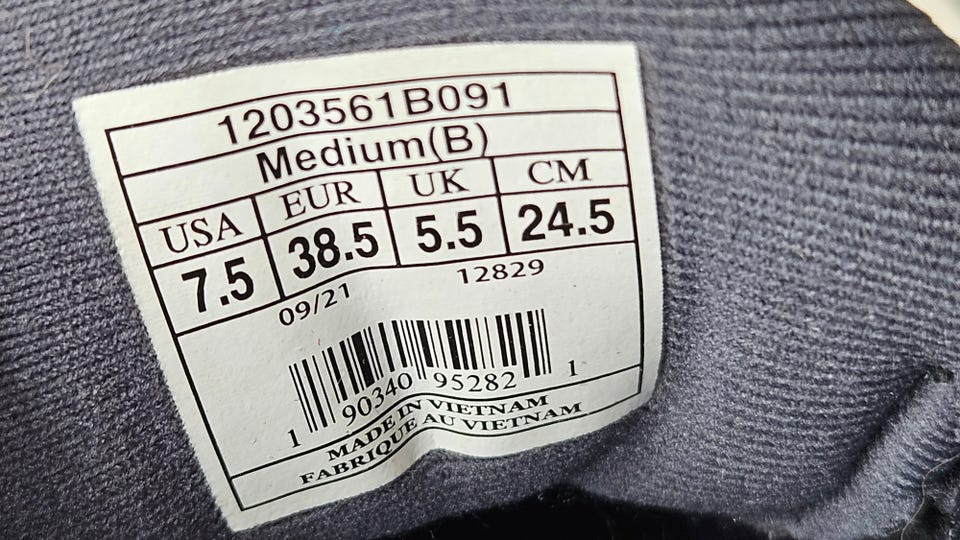 1203561B091
Medium(B)
USA EUR UK CM
7.5 38.5 5.5 24.5
09/21 12829
1 90340 95282 1
MADE IN VIETNAM
FABRIQUE AU VIETNAM